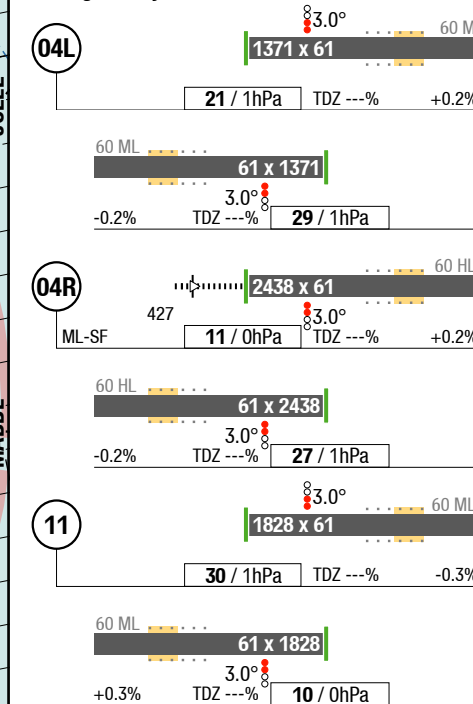 3.0°
60 M
04L
1371 x 61
21 / 1hPa TDZ ---% +0.2%
60 ML
61 x 1371
3.0°
-0.2% TDZ ---% 29 / 1hPa
60 HL
04R
2438 x 61
427
3.0°
ML-SF 11 / 0hPa TDZ ---% +0.2%
60 HL
61 x 2438
3.0°
-0.2% TDZ ---% 27 / 1hPa
3.0°
60 ML
11
1828 x 61
30 / 1hPa TDZ ---% -0.3%
60 ML
61 x 1828
3.0°
+0.3% TDZ ---% 10 / 0hPa